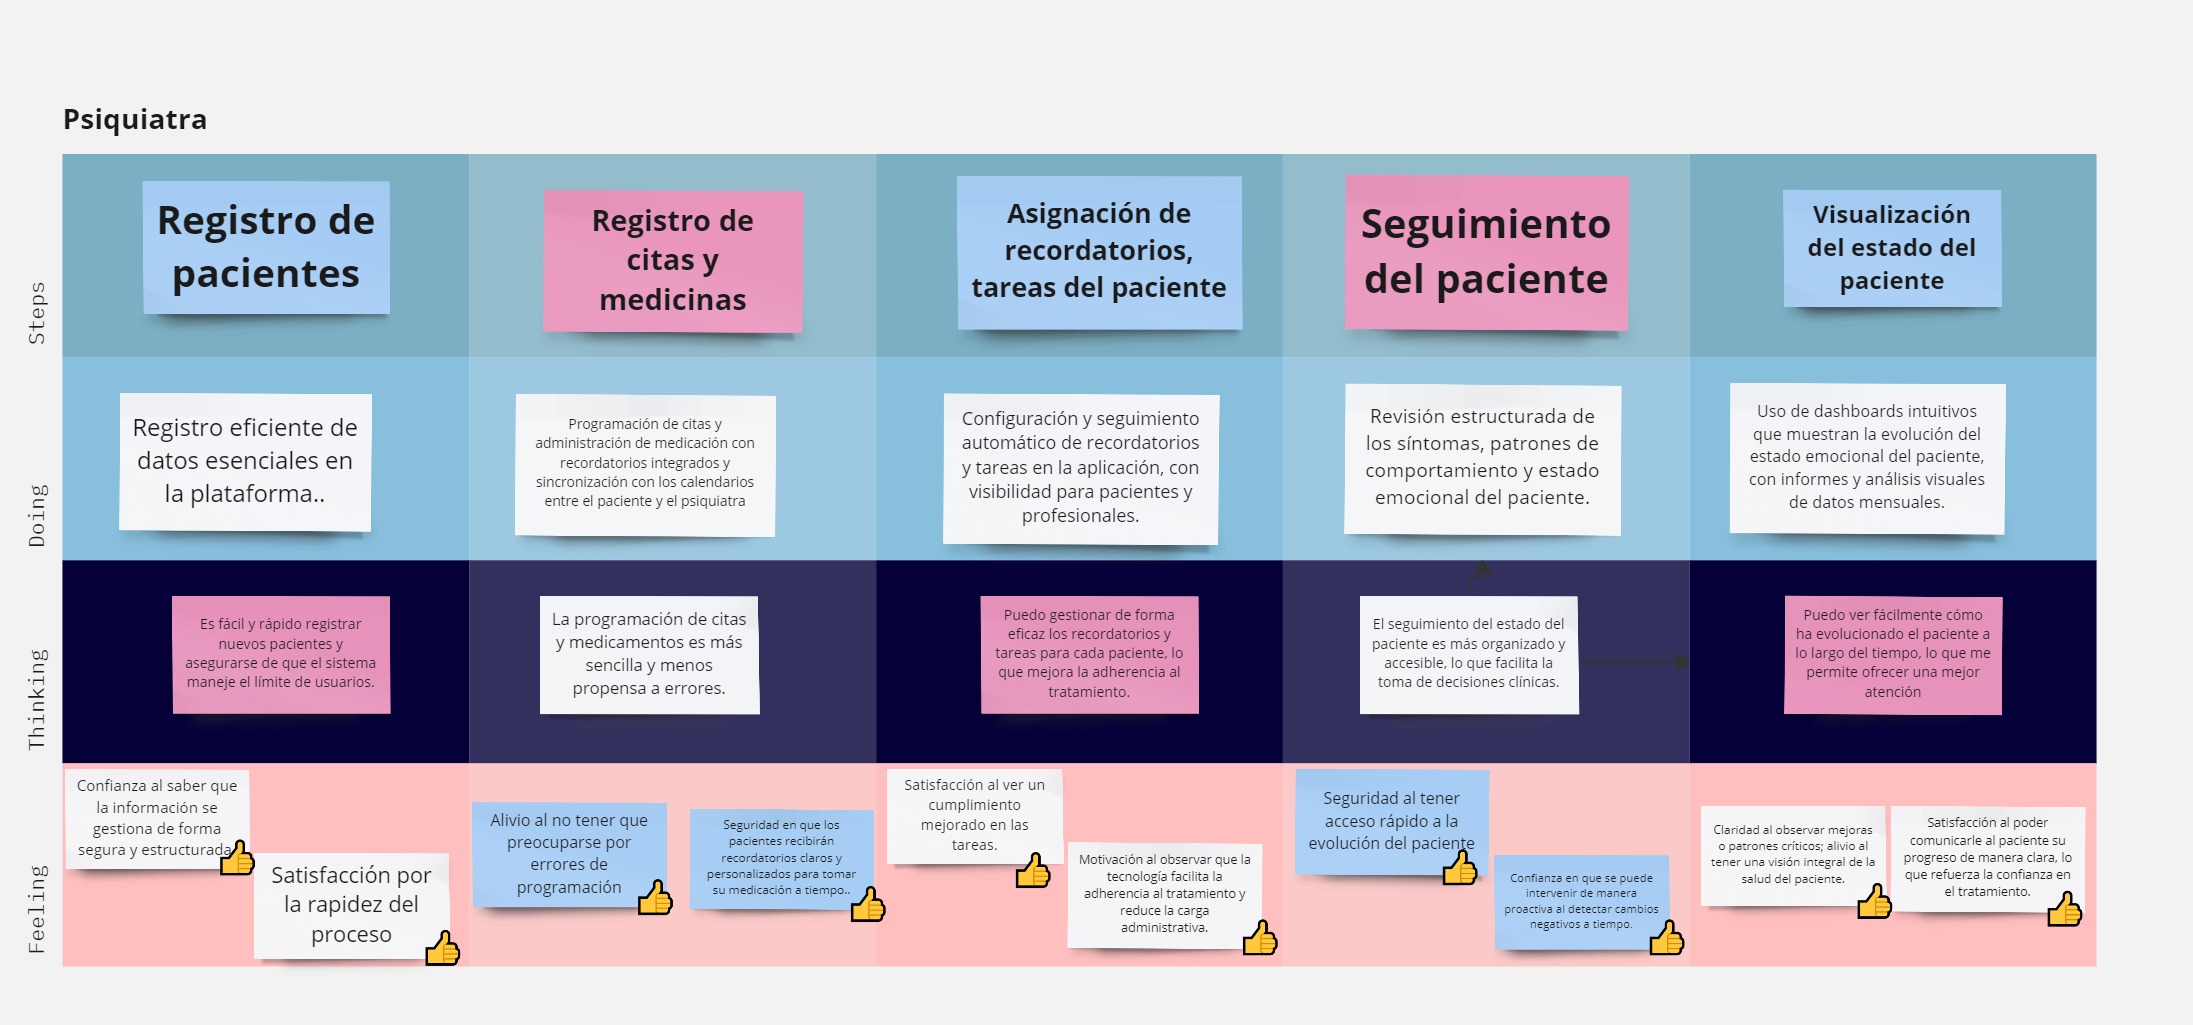 Psiquiatra
Steps
Registro de
pacientes
Registro de
citas y
medicinas
Asignación de
recordatorios,
tareas del paciente
Seguimiento
del paciente
Visualización
del estado del
paciente
Doing
Registro eficiente de
datos esenciales en
la plataforma..
Programación de citas y
administración de medicación con
recordatorios integrados y
sincronización con los calendarios
entre el paciente y el psiquiatra
Configuración y seguimiento
automático de recordatorios
y tareas en la aplicación, con
visibilidad para pacientes y
profesionales.
Revisión estructurada de
los síntomas, patrones de
comportamiento y estado
emocional del paciente.
Uso de dashboards intuitivos
que muestran la evolución del
estado emocional del paciente,
con informes y análisis visuales
de datos mensuales.
Thinking
Es fácil y rápido registrar
nuevos pacientes y
asegurarse de que el sistema
maneje el límite de usuarios.
La programación de citas
y medicamentos es más
sencilla y menos
propensa a errores.
Puedo gestionar de forma
eficaz los recordatorios y
tareas para cada paciente, lo
que mejora la adherencia al
tratamiento.
El seguimiento del estado del
paciente es más organizado y
accesible, lo que facilita la
toma de decisiones clínicas.
Puedo ver fácilmente cómo
ha evolucionado el paciente a
lo largo del tiempo, lo que me
permite ofrecer una mejor
atención
Feeling
Confianza al saber que
la información se
gestiona de forma
segura y estructurada
Satisfacción por
la rapidez del
proceso
Alivio al no tener que
preocuparse por
errores de
programación
Seguridad en que los
pacientes recibirán
recordatorios claros y
personalizados para tomar
su medicación a tiempo..
Satisfacción al ver un
cumplimiento
mejorado en las
tareas.
Motivación al observar que la
tecnología facilita la
adherencia al tratamiento y
reduce la carga
administrativa.
Seguridad al tener
acceso rápido a la
evolución del paciente
Confianza en que se puede
intervenir de manera
proactiva al detectar cambios
negativos a tiempo.
Claridad al observar mejoras
o patrones críticos; alivio al
tener una visión integral de la
salud del paciente.
Satisfacción al poder
comunicarle al paciente su
progreso de manera clara, lo
que refuerza la confianza en
el tratamiento.